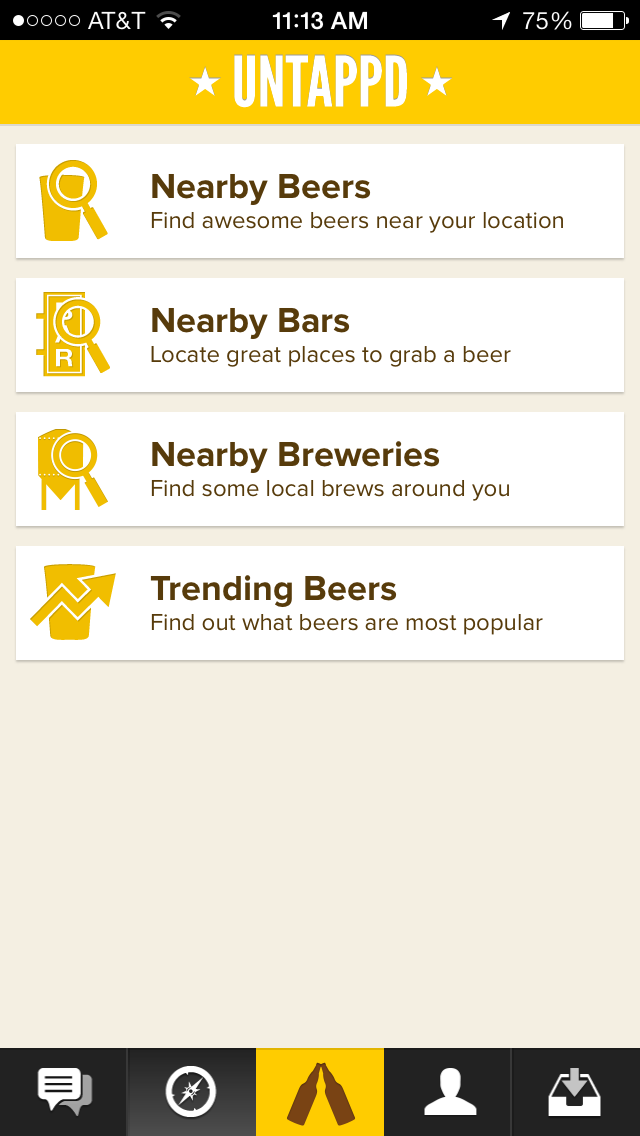 AT&T 11:13 AM 75%
UNTAPPD
Nearby Beers
Find awesome beers near your location
Nearby Bars
Locate great places to grab a beer
R
Nearby Breweries
Find some local brews around you
Trending Beers
Find out what beers are most popular